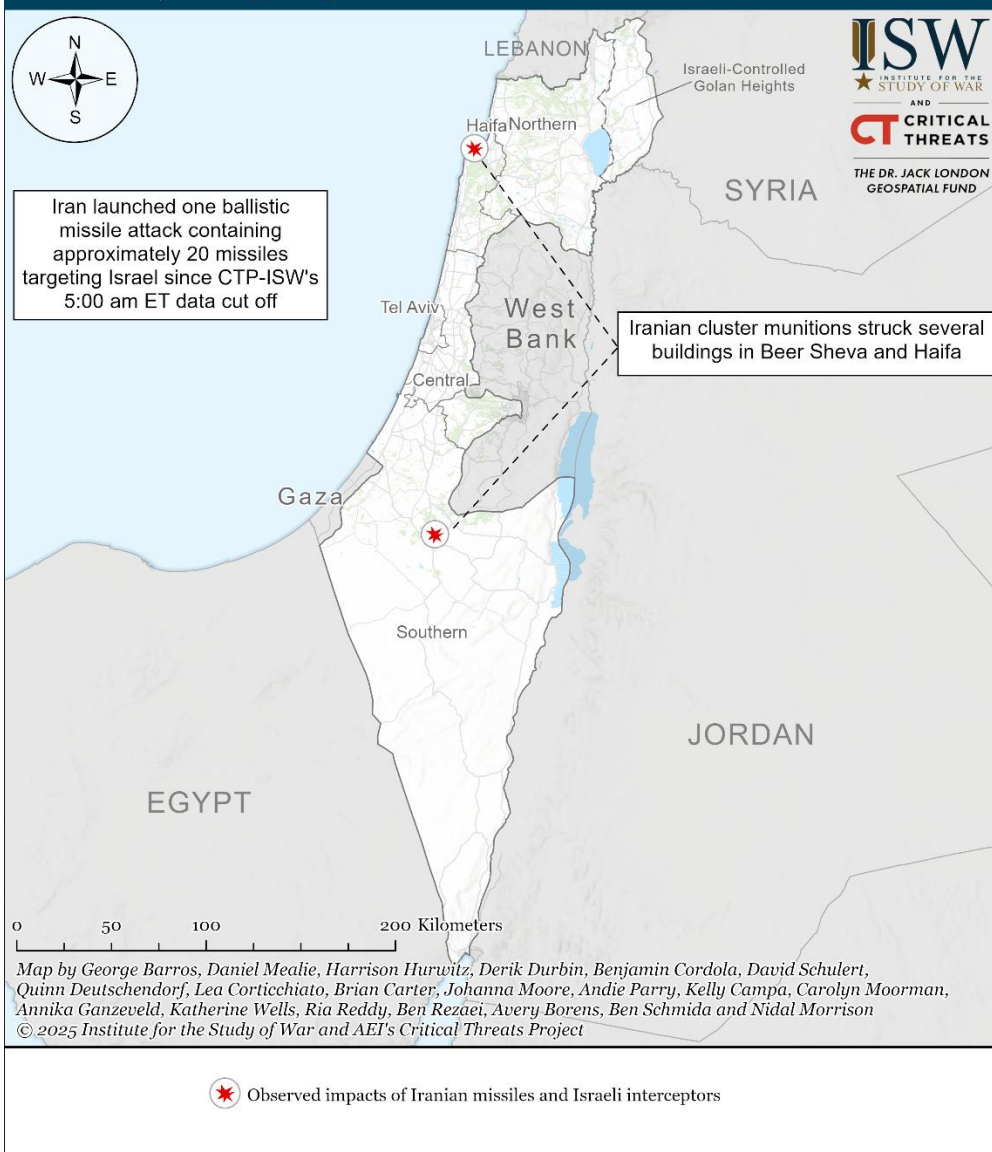 N
W E
S
LEBANON
Israeli-Controlled
Golan Heights
ISW
INSTITUTE FOR THE
STUDY OF WAR
AND
CT CRITICAL
THREATS
THE DR. JACK LONDON
GEOSPATIAL FUND
Haifa Northern
SYRIA
Iran launched one ballistic
missile attack containing
approximately 20 missiles
targeting Israel since CTP-ISW's
5:00 am ET data cut off
Tel Aviv
West
Bank
Iranian cluster munitions struck several
buildings in Beer Sheva and Haifa
Central
Gaza
Southern
JORDAN
EGYPT
0 50 100 200 Kilometers
Map by George Barros, Daniel Mealie, Harrison Hurwitz, Derik Durbin, Benjamin Cordola, David Schulert,
Quinn Deutschendorf, Lea Corticchiato, Brian Carter, Johanna Moore, Andie Parry, Kelly Campa, Carolyn Moorman,
Annika Ganzeveld, Katherine Wells, Ria Reddy, Ben Rezaei, Avery Borens, Ben Schmida and Nidal Morrison
© 2025 Institute for the Study of War and AEI's Critical Threats Project
Observed impacts of Iranian missiles and Israeli interceptors